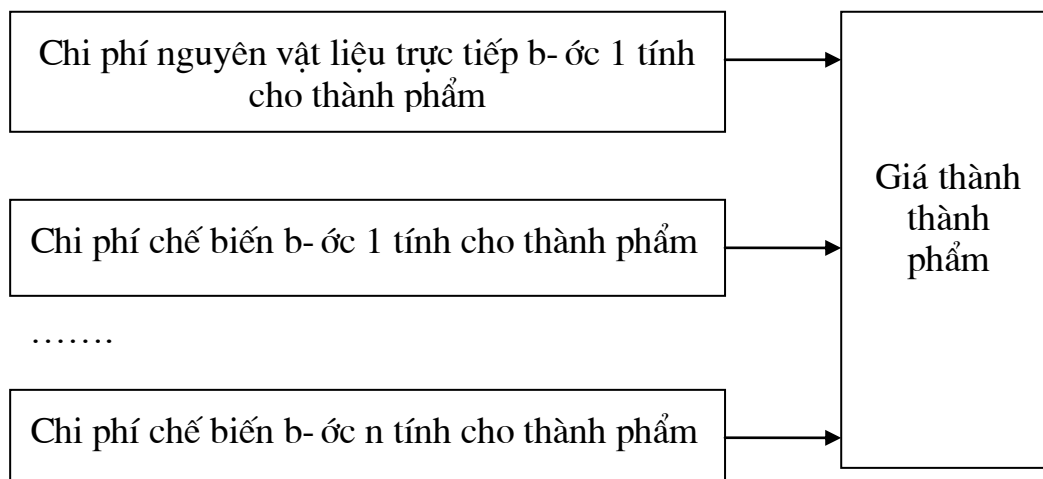 Chi phí nguyên vật liệu trực tiếp b- ớc 1 tính
cho thành phẩm
Chi phí chế biến b- ớc 1 tính cho thành phẩm
.......
Chi phí chế biến b- ớc n tính cho thành phẩm
Giá thành
thành
phẩm